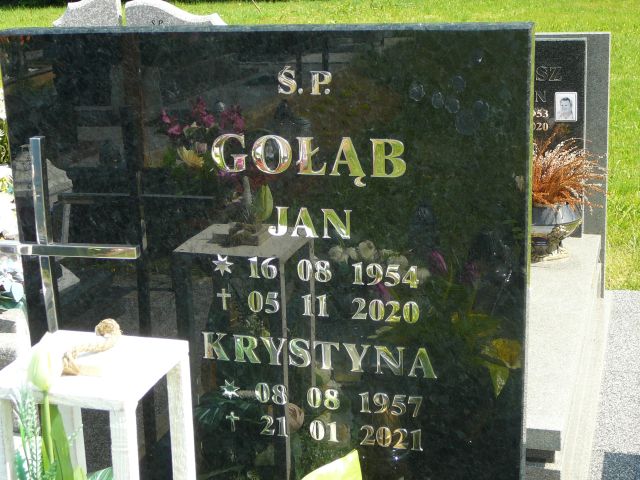 Ś.P.
GOŁĄB
JAN
* 16 08 1954
† 05 11 2020
KRYSTYNA
* 08 08 1957
† 21 01 2021